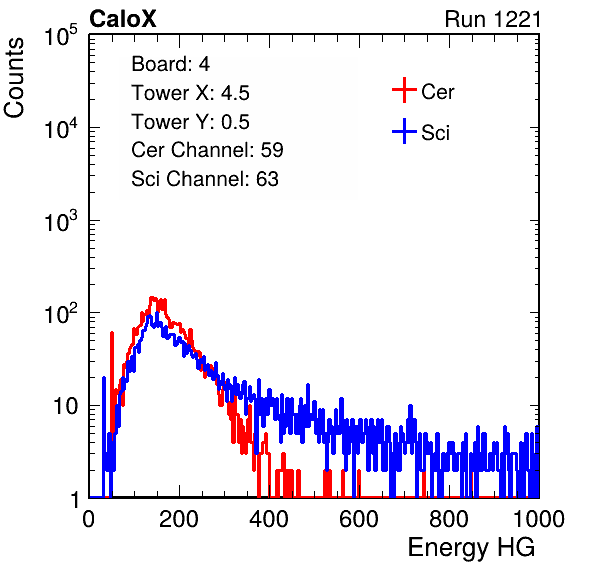 CaloX Run 1221
Counts
10^5
10^4
10^3
10^2
10
1
Board: 4
Tower X: 4.5
Tower Y: 0.5
Cer Channel: 59
Sci Channel: 63
Cer
Sci
0 200 400 600 800 1000
Energy HG